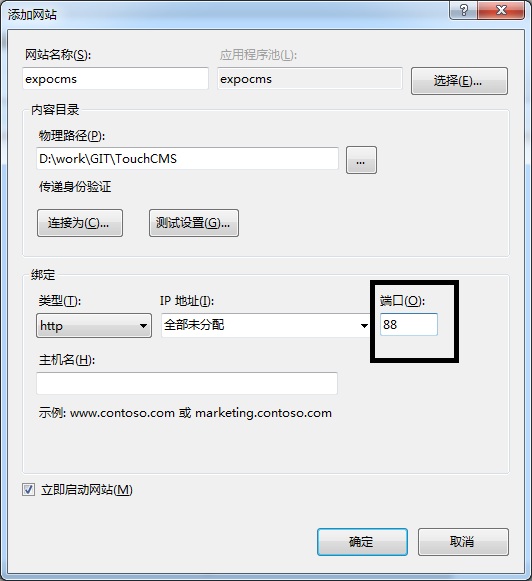 添加网站
网站名称(S):
应用程序池(L):
expocms
expocms
选择(E)...
内容目录
物理路径(P):
D:\work\GIT\TouchCMS
...
传递身份验证
连接为(C)...
测试设置(G)...
绑定
类型(T):
IP 地址(I):
端口(O):
http
全部未分配
88
主机名(H):
示例: www.contoso.com 或 marketing.contoso.com
立即启动网站(M)
确定
取消